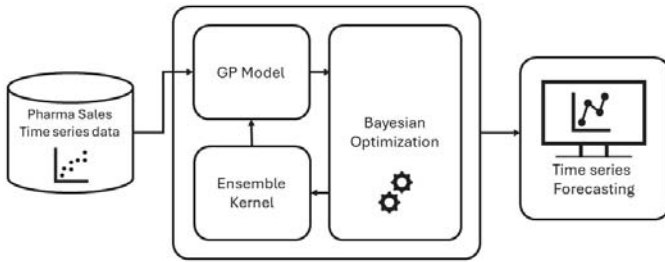 Pharma Sales
Time series data
GP Model
Ensemble
Kernel
Bayesian
Optimization
Time series
Forecasting